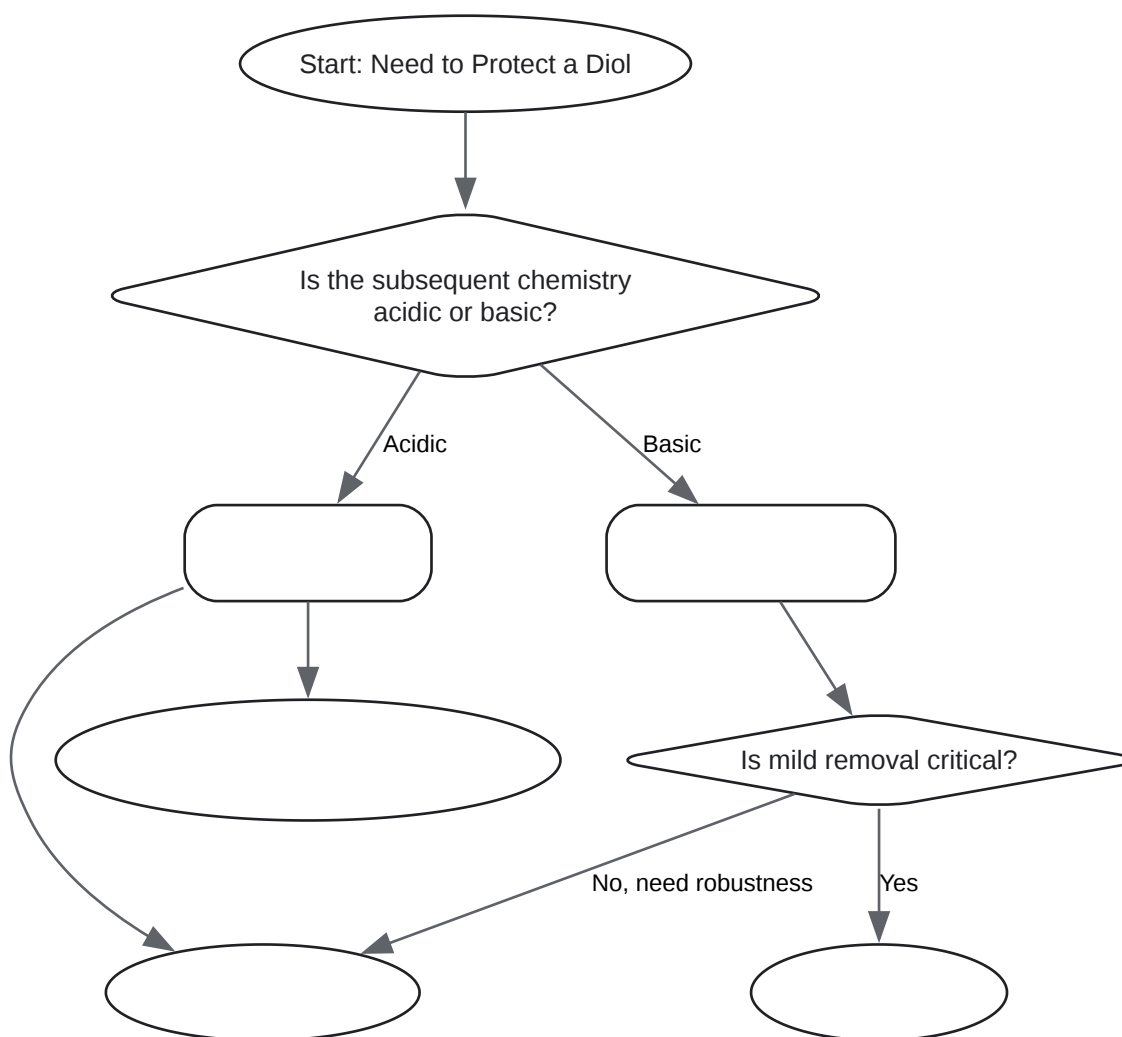 Start: Need to Protect a Diol
Is the subsequent chemistry
acidic or basic?
Acidic
Basic
Is mild removal critical?
No, need robustness
Yes